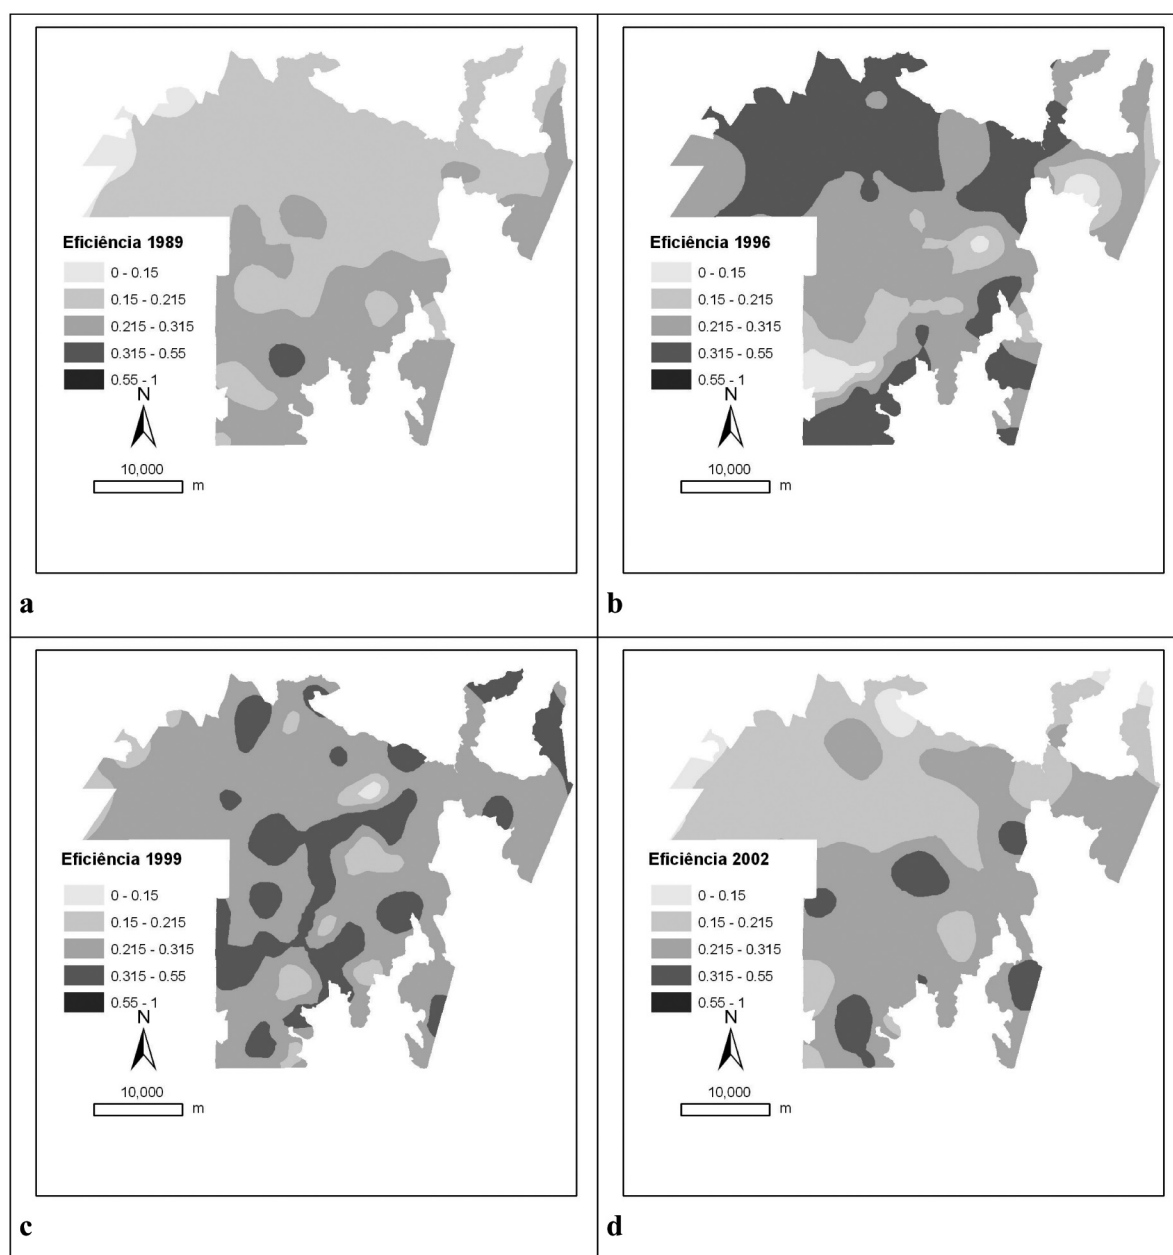 Eficiência 1989
0 - 0.15
0.15 - 0.215
0.215 - 0.315
0.315 - 0.55
0.55 - 1
N
10,000
m
a
Eficiência 1996
0 - 0.15
0.15 - 0.215
0.215 - 0.315
0.315 - 0.55
0.55 - 1
N
10,000
m
b
Eficiência 1999
0 - 0.15
0.15 - 0.215
0.215 - 0.315
0.315 - 0.55
0.55 - 1
N
10,000
m
c
Eficiência 2002
0 - 0.15
0.15 - 0.215
0.215 - 0.315
0.315 - 0.55
0.55 - 1
N
10,000
m
d